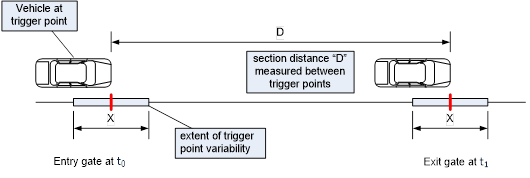 Vehicle at
trigger point
D
section distance "D"
measured between
trigger points
X
X
extent of trigger
point variability
Entry gate at t0
Exit gate at t1